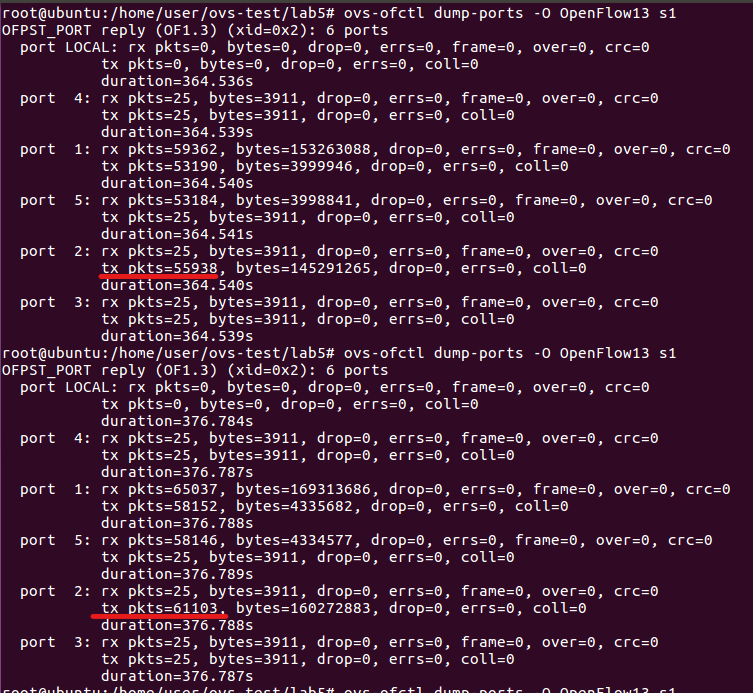 root@ubuntu:/home/user/ovs-test/lab5# ovs-ofctl dump-ports -O OpenFlow13 s1
OFPST_PORT reply (OF1.3) (xid=0x2): 6 ports
  port LOCAL: rx pkts=0, bytes=0, drop=0, errs=0, frame=0, over=0, crc=0
           tx pkts=0, bytes=0, drop=0, errs=0, coll=0
           duration=364.536s
  port  4: rx pkts=25, bytes=3911, drop=0, errs=0, frame=0, over=0, crc=0
           tx pkts=25, bytes=3911, drop=0, errs=0, coll=0
           duration=364.539s
  port  1: rx pkts=59362, bytes=153263088, drop=0, errs=0, frame=0, over=0, crc=0
           tx pkts=53190, bytes=3999946, drop=0, errs=0, coll=0
           duration=364.540s
  port  5: rx pkts=53184, bytes=3998841, drop=0, errs=0, frame=0, over=0, crc=0
           tx pkts=25, bytes=3911, drop=0, errs=0, coll=0
           duration=364.541s
  port  2: rx pkts=25, bytes=3911, drop=0, errs=0, frame=0, over=0, crc=0
           tx pkts=55938, bytes=145291265, drop=0, errs=0, coll=0
           duration=364.540s
  port  3: rx pkts=25, bytes=3911, drop=0, errs=0, frame=0, over=0, crc=0
           tx pkts=25, bytes=3911, drop=0, errs=0, coll=0
           duration=364.539s
root@ubuntu:/home/user/ovs-test/lab5# ovs-ofctl dump-ports -O OpenFlow13 s1
OFPST_PORT reply (OF1.3) (xid=0x2): 6 ports
  port LOCAL: rx pkts=0, bytes=0, drop=0, errs=0, frame=0, over=0, crc=0
           tx pkts=0, bytes=0, drop=0, errs=0, coll=0
           duration=376.784s
  port  4: rx pkts=25, bytes=3911, drop=0, errs=0, frame=0, over=0, crc=0
           tx pkts=25, bytes=3911, drop=0, errs=0, coll=0
           duration=376.787s
  port  1: rx pkts=65037, bytes=169313686, drop=0, errs=0, frame=0, over=0, crc=0
           tx pkts=58152, bytes=4335682, drop=0, errs=0, coll=0
           duration=376.788s
  port  5: rx pkts=58146, bytes=4334577, drop=0, errs=0, frame=0, over=0, crc=0
           tx pkts=25, bytes=3911, drop=0, errs=0, coll=0
           duration=376.789s
  port  2: rx pkts=25, bytes=3911, drop=0, errs=0, frame=0, over=0, crc=0
           tx pkts=61103, bytes=160272883, drop=0, errs=0, coll=0
           duration=376.788s
  port  3: rx pkts=25, bytes=3911, drop=0, errs=0, frame=0, over=0, crc=0
           tx pkts=25, bytes=3911, drop=0, errs=0, coll=0
           duration=376.787s
root@ubuntu:/home/user/ovs-test/lab5# ovs-ofctl dump-ports -O OpenFlow13 s1